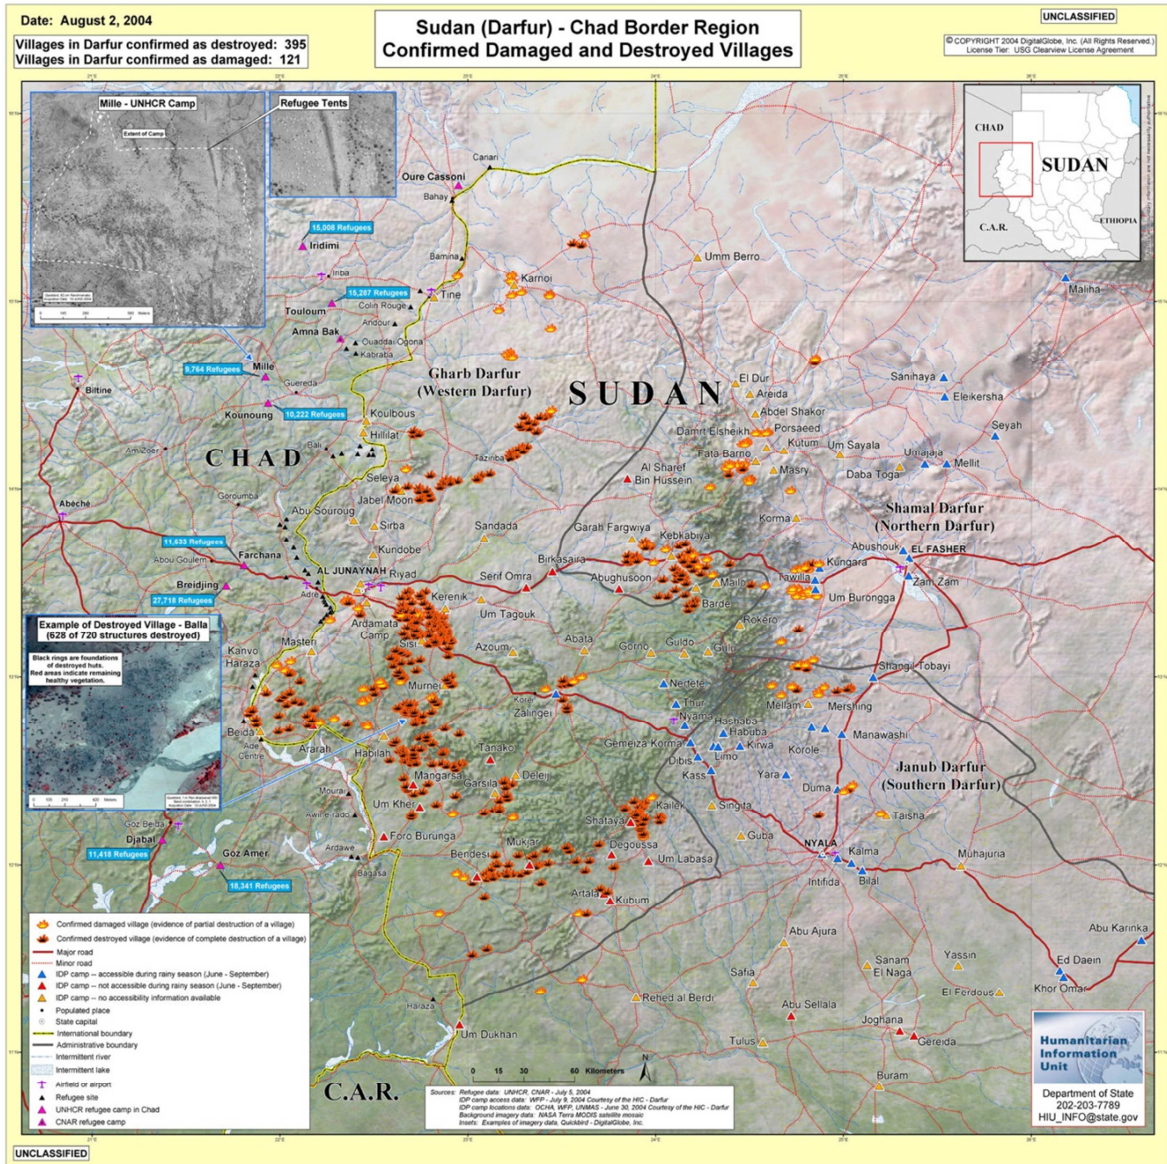 Date: August 2, 2004
Villages in Darfur confirmed as destroyed: 395
Villages in Darfur confirmed as damaged: 121
Sudan (Darfur) - Chad Border Region
Confirmed Damaged and Destroyed Villages
UNCLASSIFIED
© COPYRIGHT 2004 DigitalGlobe, Inc. (All Rights Reserved.)
License Tier: USG Clearview License Agreement
Mille - UNHCR Camp
Extent of Camp
Refugee Tents
CHAD
SUDAN
C.A.R.
ETHIOPIA
Canari
Oure Cassoni
Bahay
15,008 Refugees
Iridimi
Iriba
Bamina
Umm Berro
Karnoi
Maliha
15,287 Refugees
Tine
Touloum
Colin Rouge
Andour
Amna Bak
Ouaddai Ogona
Kabraba
9,764 Refugees
Mille
Guereda
Biltine
Gharb Darfur
(Western Darfur)
SUDAN
El Dur
Areida
Sanihaya
Eleikersha
Kounoung
10,222 Refugees
Koulbous
Hillilat
Abdel Shakor
Damrt Elsheikh
Porsaeed
Kutum
Seyah
CHAD
Am Zoer
Bali
Tazinba
Fata Barno
Um Sayala
Umajaja
Masry
Daba Toga
Mellit
Al Sharef
Bin Hussein
Seleya
Jabel Moon
Goroumba
Abéché
Abu Souroug
Sirba
Sandada
Garah Fargwiya
Korma
Shamal Darfur
(Northern Darfur)
Kebkabiya
Abushouk
EL FASHER
11,633 Refugees
Farchana
Abou Goulem
Kundobe
Birkasaira
Kungara
AL JUNAYNAH
Riyad
Serif Omra
Abughusoon
Mailo
Tawilla
Zam Zam
Breidjing
Adre
27,718 Refugees
Kerenik
Um Tagouk
Barde
Um Burongga
Ardamata
Camp
Rokero
Example of Destroyed Village - Balla
(628 of 720 structures destroyed)
Black rings are foundations
of destroyed huts.
Red areas indicate remaining
healthy vegetation.
Kanvo
Haraza
Masteri
Sisi
Azoum
Abata
Gorno
Guldo
Gulu
Shangil Tobayi
Murnei
Korei
Zalingei
Nedete
Thur
Nyama
Mellam
Mershing
Beida
Ade
Centre
Ararah
Habilah
Hashaba
Habuba
Gemeiza Korma
Limo
Kirwa
Korole
Manawashi
Tanako
Dibis
Kass
Yara
Duma
Janub Darfur
(Southern Darfur)
Mangarsa
Garsila
Deleij
Mourai
Um Kher
Kailek
Singita
Taisha
Goz Beida
Djabal
11,418 Refugees
Foro Burunga
Shataya
Guba
Goz Amer
Ardawe
Bagasa
Mukjar
Bendesi
Degoussa
Um Labasa
NYALA
Kalma
Muhajuria
18,341 Refugees
Intifida
Bilal
Artala
Kubum
Abu Ajura
Abu Karinka
Safia
Sanam
El Naga
Yassin
Ed Daein
Khor Omar
Haraza
Rehed al Berdi
El Ferdous
Abu Sellala
Joghana
Gereida
Um Dukhan
Tulus
Buram
C.A.R.
0 15 30 60 Kilometers
N
Confirmed damaged village (evidence of partial destruction of a village)
Confirmed destroyed village (evidence of complete destruction of a village)
Major road
Minor road
IDP camp -- accessible during rainy season (June - September)
IDP camp -- not accessible during rainy season (June - September)
IDP camp -- no accessibility information available
Populated place
State capital
International boundary
Administrative boundary
Intermittent river
Intermittent lake
Airfield or airport
Refugee site
UNHCR refugee camp in Chad
CNAR refugee camp
Sources: Refugee data: UNHCR, CNAR - July 5, 2004
IDP camp access data: WFP - July 9, 2004 Courtesy of the HIC - Darfur
IDP camp locations data: OCHA, WFP, UNMAS - June 30, 2004 Courtesy of the HIC - Darfur
Background imagery data: NASA Terra MODIS satellite mosaic
Insets: Examples of imagery data, Quickbird - DigitalGlobe, Inc.
Humanitarian
Information
Unit
Department of State
202-203-7789
HIU_INFO@state.gov
UNCLASSIFIED